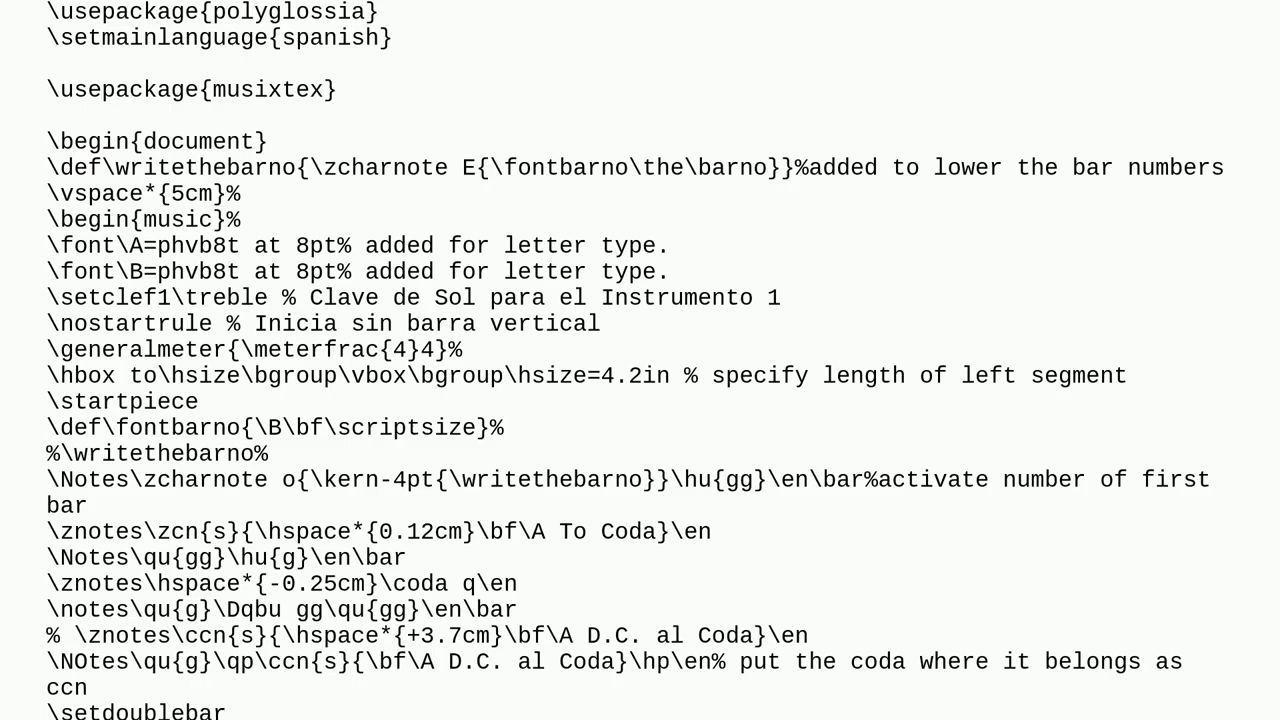 \usepackage{polyglossia}
\setmainlanguage{spanish}
\usepackage{musixtex}
\begin{document}
\def\writethebarno{\zcharnote E{\fontbarno\the\barno}}%added to lower the bar numbers
\vspace*{5cm}%
\begin{music}%
\font\A=phvb8t at 8pt% added for letter type.
\font\B=phvb8t at 8pt% added for letter type.
\setclef1\treble % Clave de Sol para el Instrumento 1
\nostartrule % Inicia sin barra vertical
\generalmeter{\meterfrac{4}4}%
\hbox to\hsize\bgroup\vbox\bgroup\hsize=4.2in % specify length of left segment
\startpiece
\def\fontbarno{\B\bf\scriptsize}%
%\writethebarno%
\Notes\zcharnote o{\kern-4pt{\writethebarno}}\hu{gg}\en\bar%activate number of first
bar
\znotes\zcn{s}{\hspace*{0.12cm}\bf\A To Coda}\en
\Notes\qu{gg}\hu{g}\en\bar
\znotes\hspace*{-0.25cm}\coda q\en
\notes\qu{g}\Dqbu gg\qu{gg}\en\bar
% \znotes\ccn{s}{\hspace*{+3.7cm}\bf\A D.C. al Coda}\en
\NOtes\qu{g}\qp\ccn{s}{\bf\A D.C. al Coda}\hp\en% put the coda where it belongs as
ccn
\setdoublebar